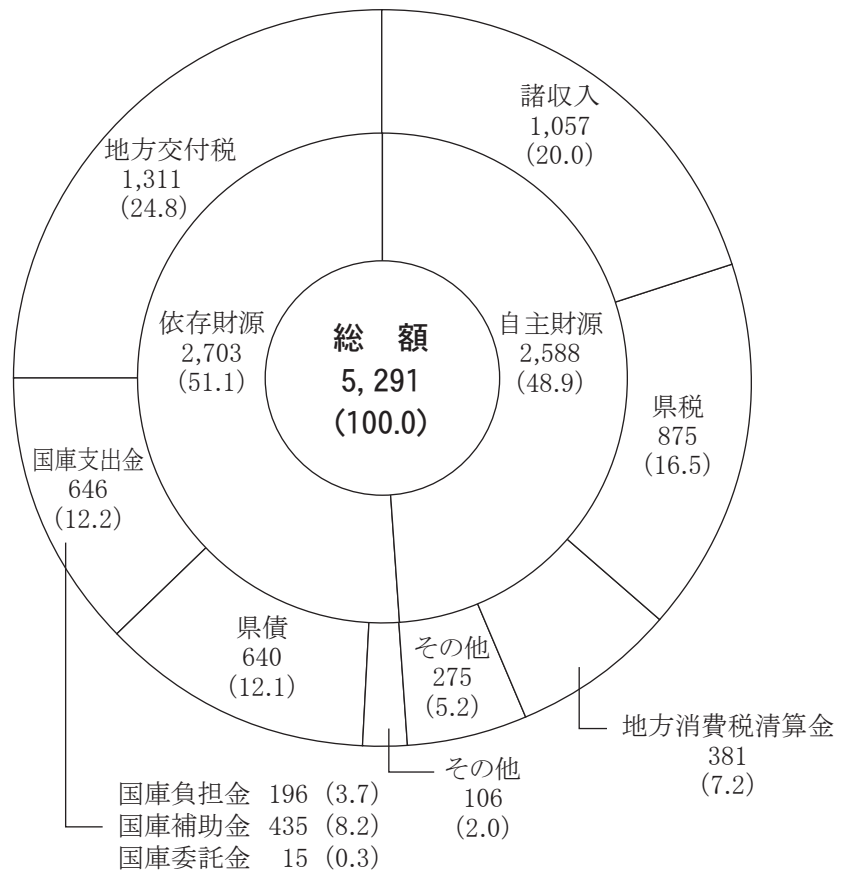 諸収入
1,057
(20.0)
地方交付税
1,311
(24.8)
依存財源
2,703
(51.1)
総 額
5,291
(100.0)
自主財源
2,588
(48.9)
県税
875
(16.5)
国庫支出金
646
(12.2)
県債
640
(12.1)
その他
275
(5.2)
地方消費税清算金
381
(7.2)
その他
106
(2.0)
国庫負担金 196 (3.7)
国庫補助金 435 (8.2)
国庫委託金 15 (0.3)